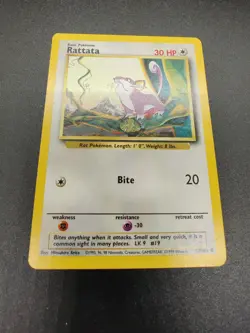 Basic Pokémon
Rattata
30 HP
Rat Pokémon. Length: 1' 0", Weight: 8 lbs.
Bite 20
weakness resistance retreat cost
-30
Bites anything when it attacks. Small and very quick, it is a
common sight in many places. LV. 9 #19